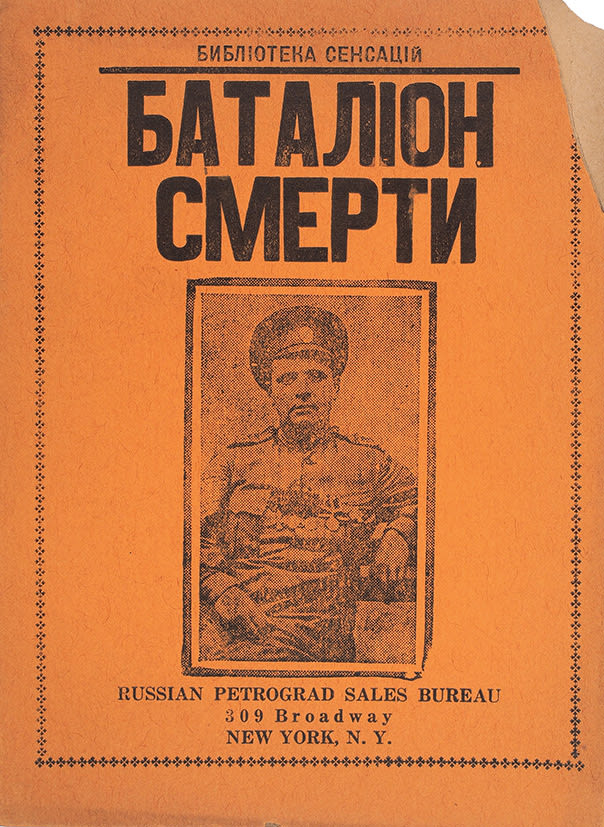 БИБЛІОТЕКА СЕНСАЦІЙ
БАТАЛІОН
СМЕРТИ
RUSSIAN PETROGRAD SALES BUREAU
309 Broadway
NEW YORK, N. Y.